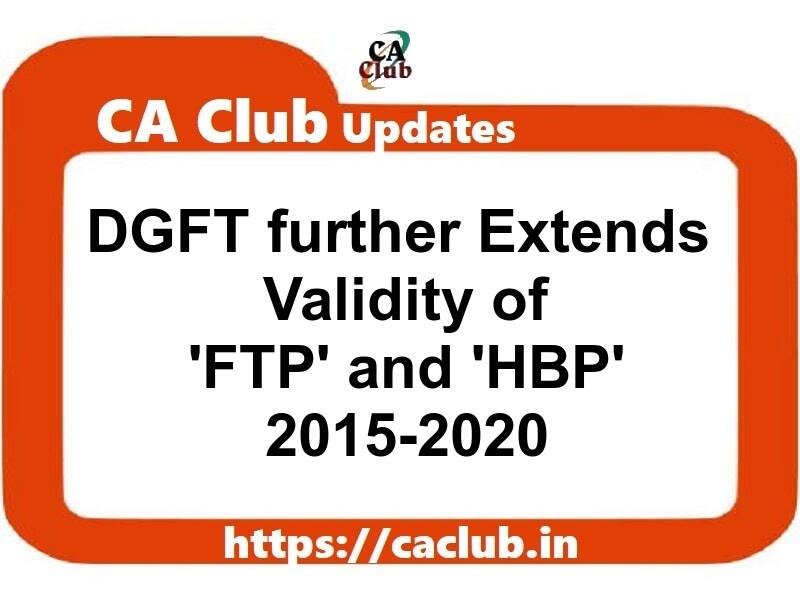 CA
Club
CA Club Updates
DGFT further Extends
Validity of
'FTP' and 'HBP'
2015-2020
https://caclub.in